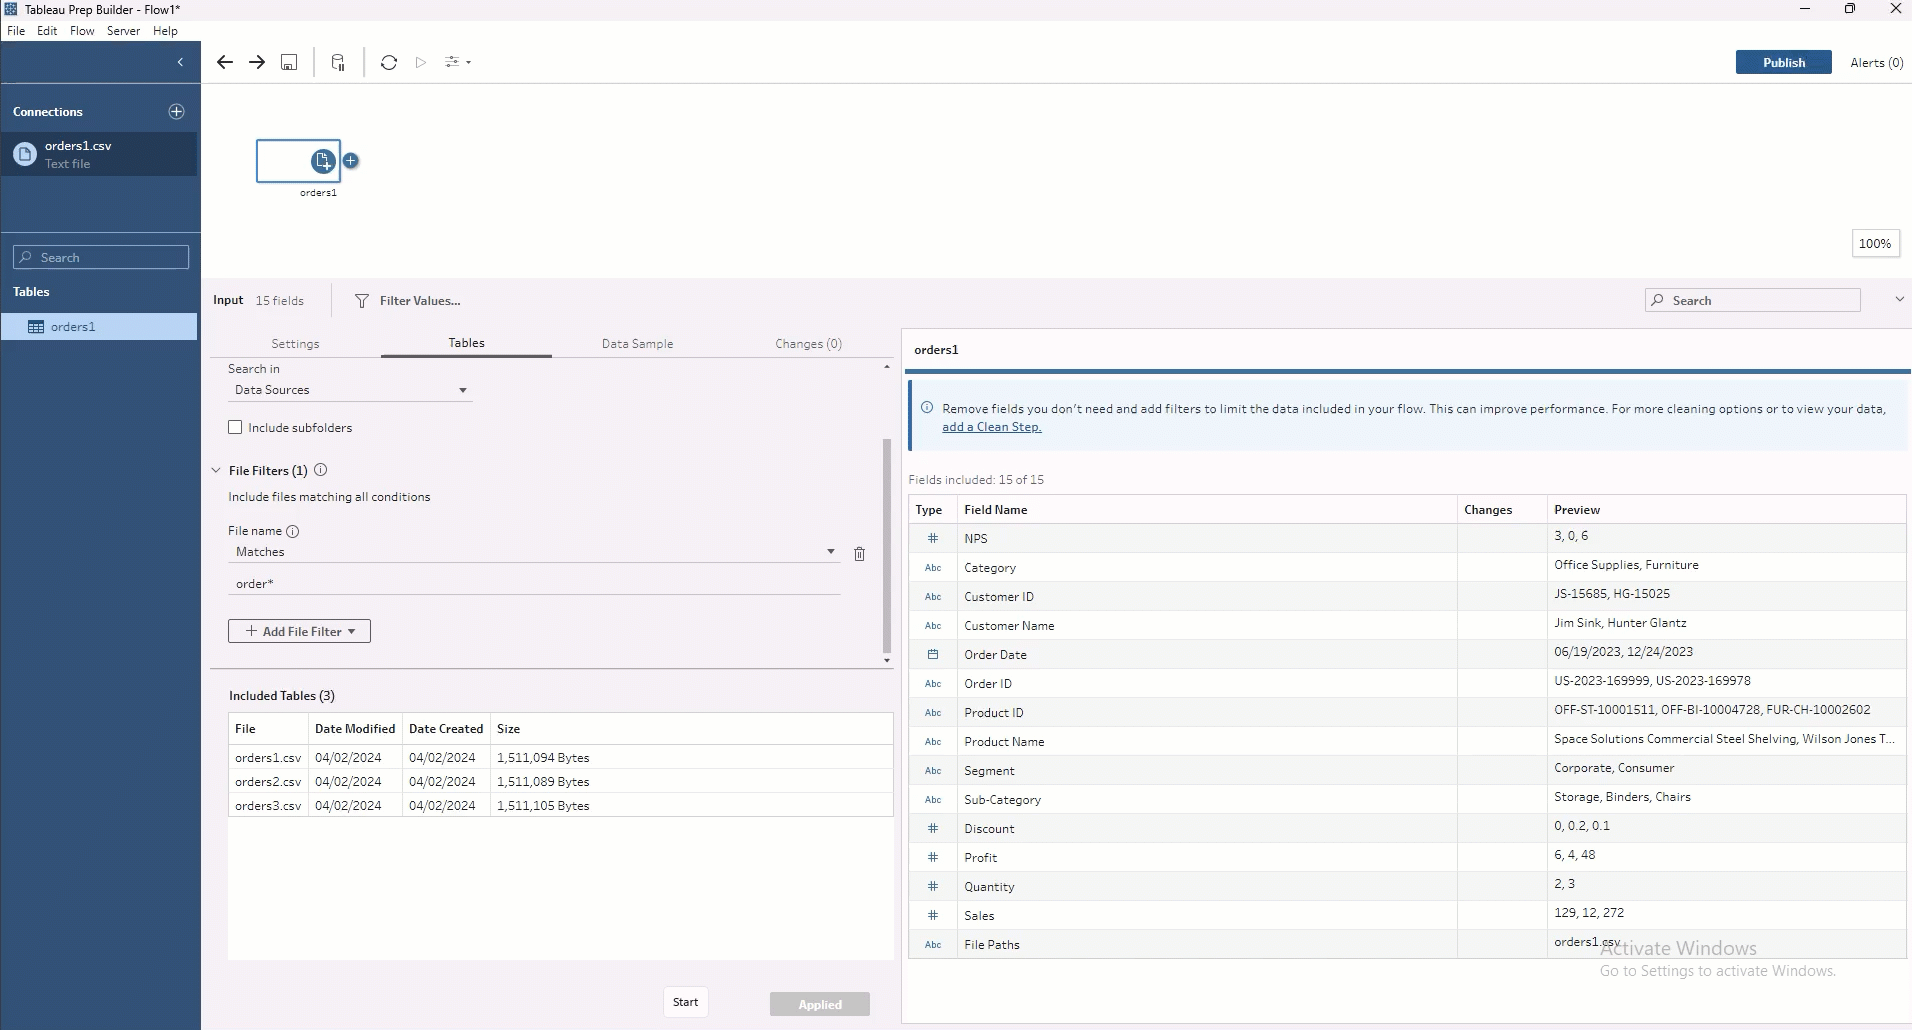 Tableau Prep Builder - Flow1*
File Edit Flow Server Help
Publish Alerts (0)
Connections
orders1.csv
Text file
orders1
100%
Search
Tables
orders1
Input 15 fields Filter Values... Search
Settings Tables Data Sample Changes (0)
Search in
Data Sources
Include subfolders
File Filters (1)
Include files matching all conditions
File name
Matches
order*
Add File Filter
Included Tables (3)
File Date Modified Date Created Size
orders1.csv 04/02/2024 04/02/2024 1,511,094 Bytes
orders2.csv 04/02/2024 04/02/2024 1,511,089 Bytes
orders3.csv 04/02/2024 04/02/2024 1,511,105 Bytes
Start Applied
orders1
Remove fields you don't need and add filters to limit the data included in your flow. This can improve performance. For more cleaning options or to view your data,
add a Clean Step.
Fields included: 15 of 15
Type Field Name Changes Preview
# NPS 3, 0, 6
Abc Category Office Supplies, Furniture
Abc Customer ID JS-15685, HG-15025
Abc Customer Name Jim Sink, Hunter Glantz
Order Date 06/19/2023, 12/24/2023
Abc Order ID US-2023-169999, US-2023-169978
Abc Product ID OFF-ST-10001511, OFF-BI-10004728, FUR-CH-10002602
Abc Product Name Space Solutions Commercial Steel Shelving, Wilson Jones T...
Abc Segment Corporate, Consumer
Abc Sub-Category Storage, Binders, Chairs
# Discount 0, 0.2, 0.1
# Profit 6, 4, 48
# Quantity 2, 3
# Sales 129, 12, 272
Abc File Paths orders1.csv
Activate Windows
Go to Settings to activate Windows.